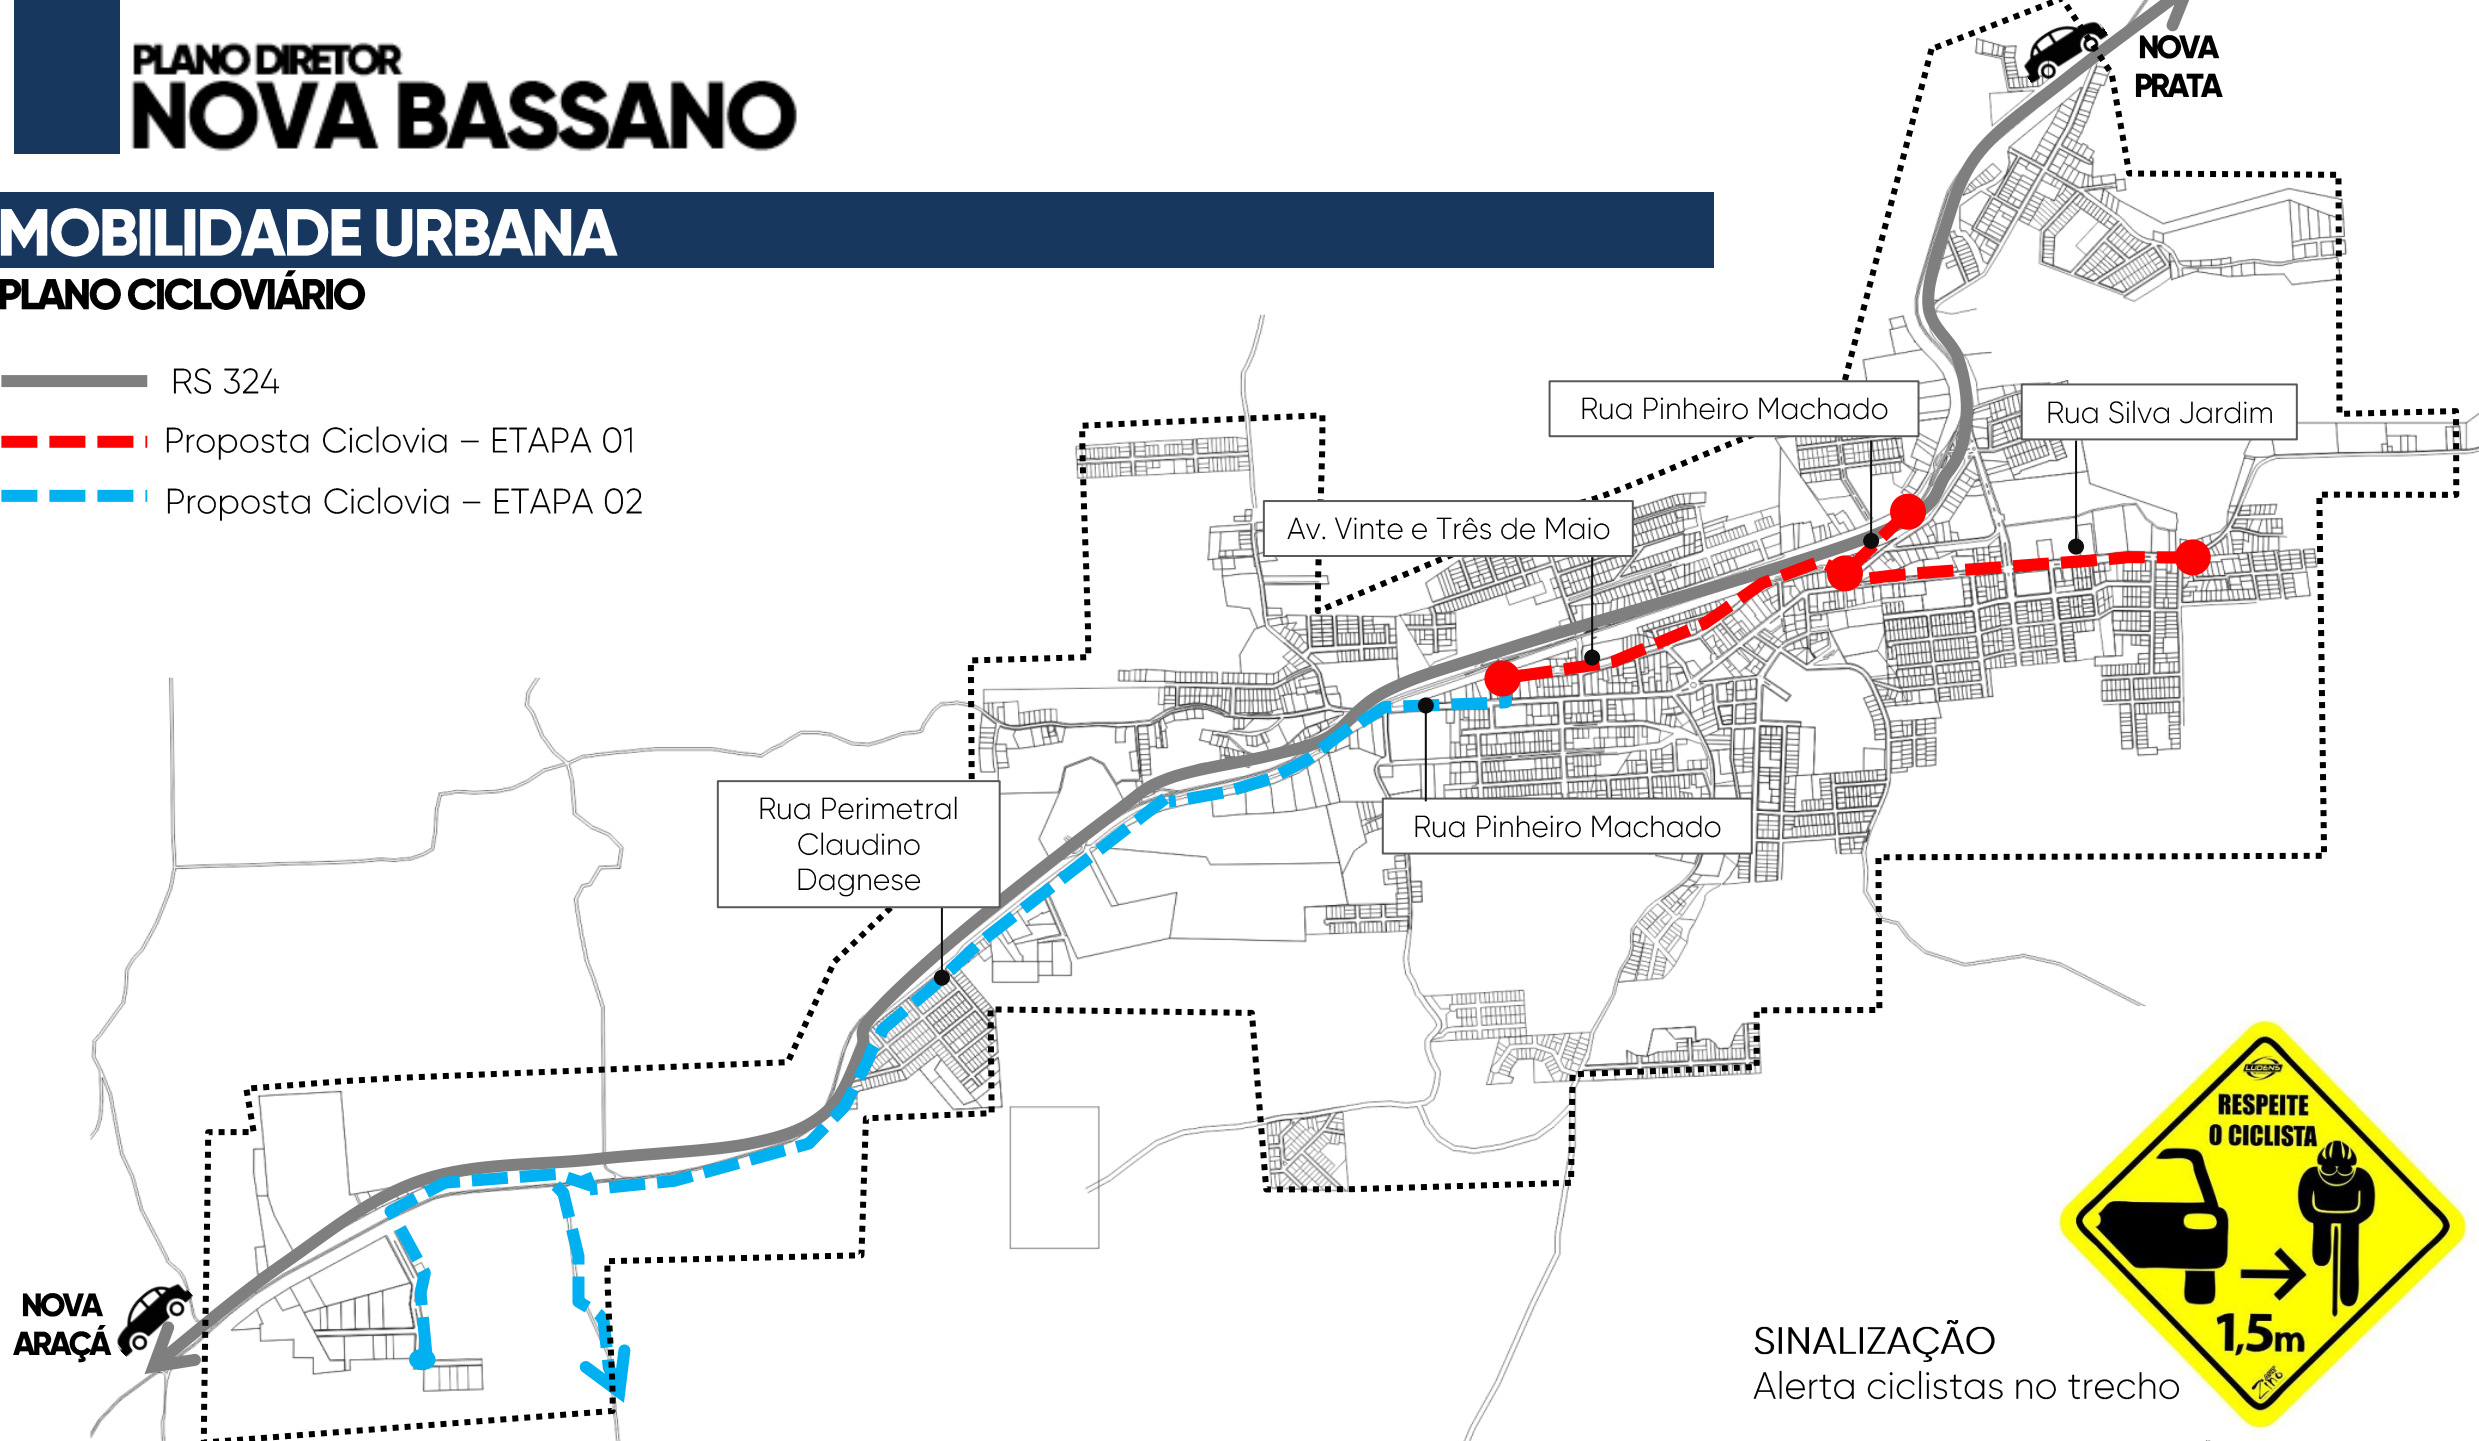 PLANO DIRETOR
NOVA BASSANO
MOBILIDADE URBANA
PLANO CICLOVIÁRIO
RS 324
Proposta Ciclovia – ETAPA 01
Proposta Ciclovia – ETAPA 02
NOVA
PRATA
Rua Pinheiro Machado
Rua Silva Jardim
Av. Vinte e Três de Maio
Rua Perimetral
Claudino
Dagnese
Rua Pinheiro Machado
NOVA
ARAÇÁ
LUDENS
RESPEITE
O CICLISTA
1,5m
SINALIZAÇÃO
Alerta ciclistas no trecho